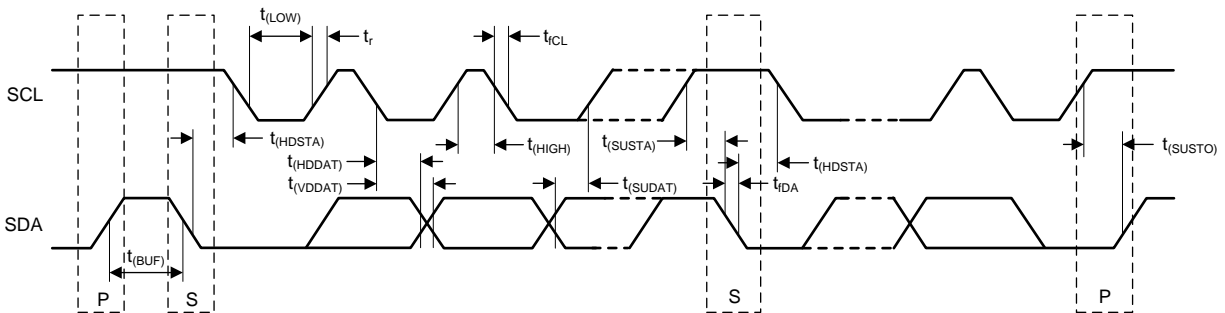 t(LOW)
tr
tfCL
SCL
t(HDSTA)
t(HIGH)
t(SUSTA)
t(SUSTO)
t(HDDAT)
t(HDSTA)
t(VDDAT)
t(SUDAT)
tfDA
SDA
t(BUF)
P
S
S
P